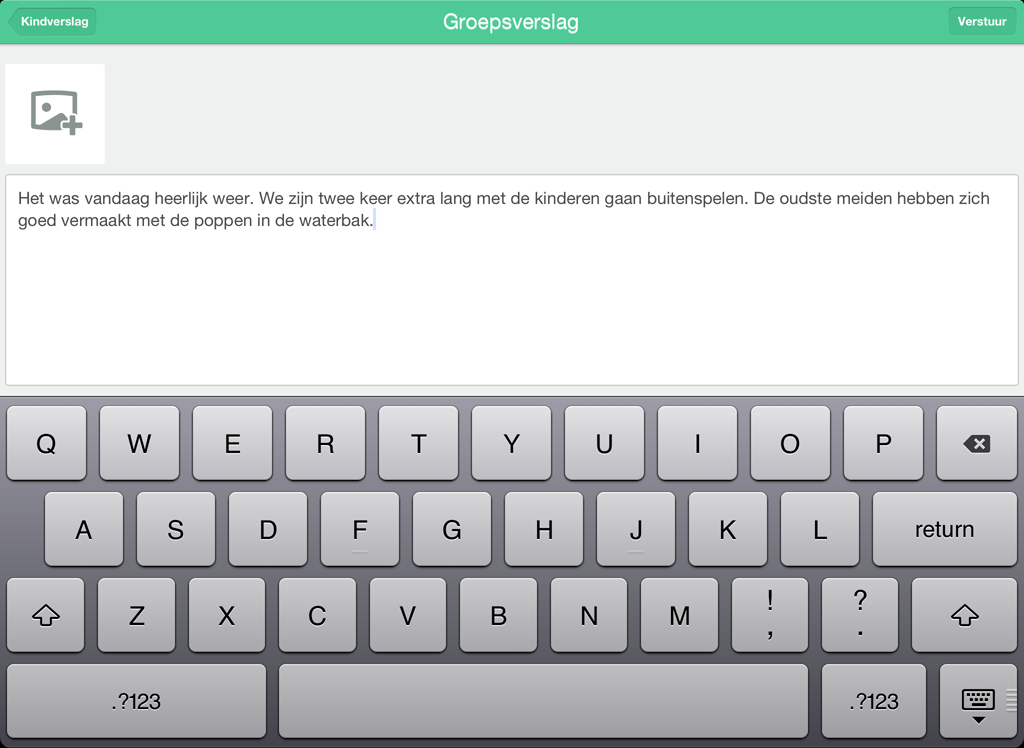 Kindverslag Groepsverslag Verstuur
Het was vandaag heerlijk weer. We zijn twee keer extra lang met de kinderen gaan buitenspelen. De oudste meiden hebben zich
goed vermaakt met de poppen in de waterbak.
Q W E R T Y U I O P
A S D F G H J K L return
Z X C V B N M ! , ? .
.?123 .?123